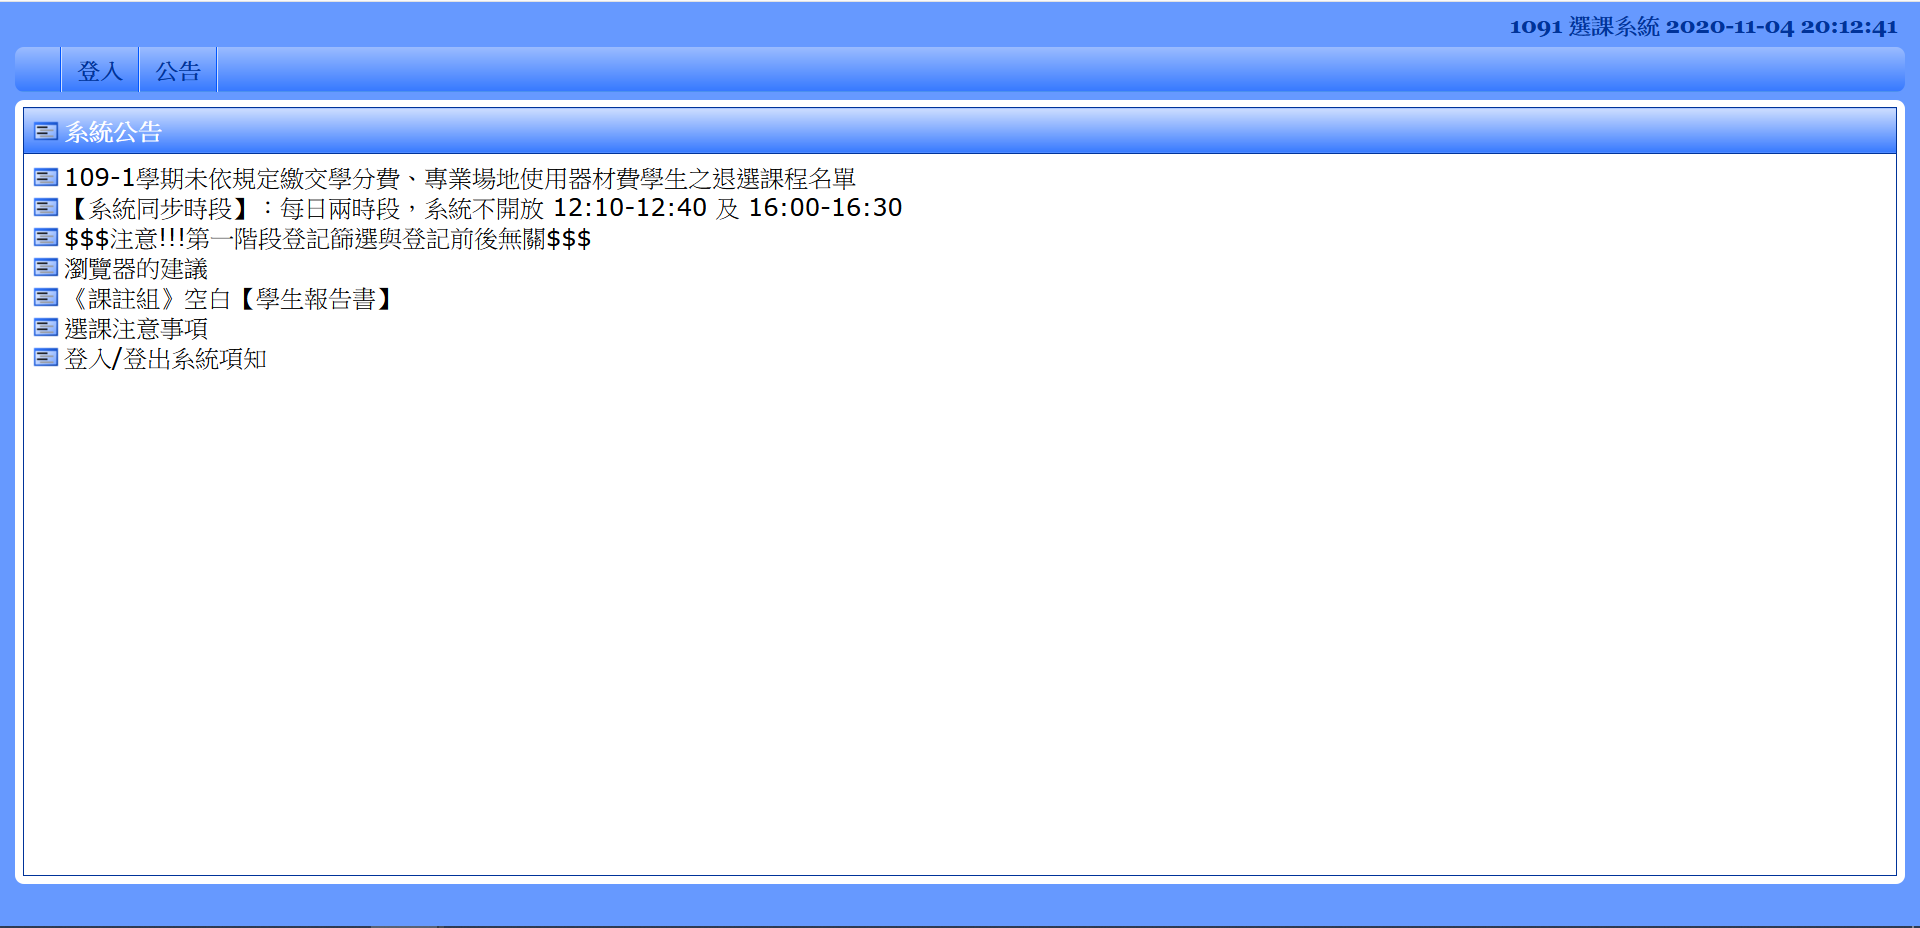 1091 選課系統 2020-11-04 20:12:41
登入 公告
系統公告
109-1學期未依規定繳交學分費、專業場地使用器材費學生之退選課程名單
【系統同步時段】：每日兩時段，系統不開放 12:10-12:40 及 16:00-16:30
$$$注意!!!第一階段登記篩選與登記前後無關$$$
瀏覽器的建議
《課註組》空白【學生報告書】
選課注意事項
登入/登出系統項知